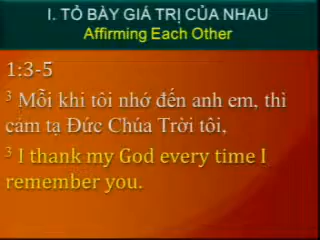 I. TỎ BÀY GIÁ TRỊ CỦA NHAU
Affirming Each Other
1:3-5
3 Mỗi khi tôi nhớ đến anh em, thì
cảm tạ Đức Chúa Trời tôi,
3 I thank my God every time I
remember you.